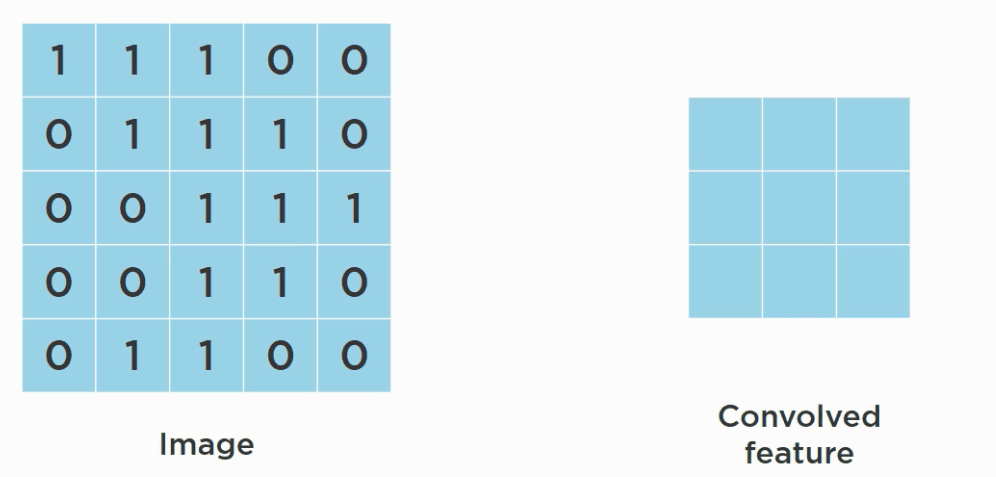 1 1 1 0 0
0 1 1 1 0
0 0 1 1 1
0 0 1 1 0
0 1 1 0 0
Image
Convolved
feature